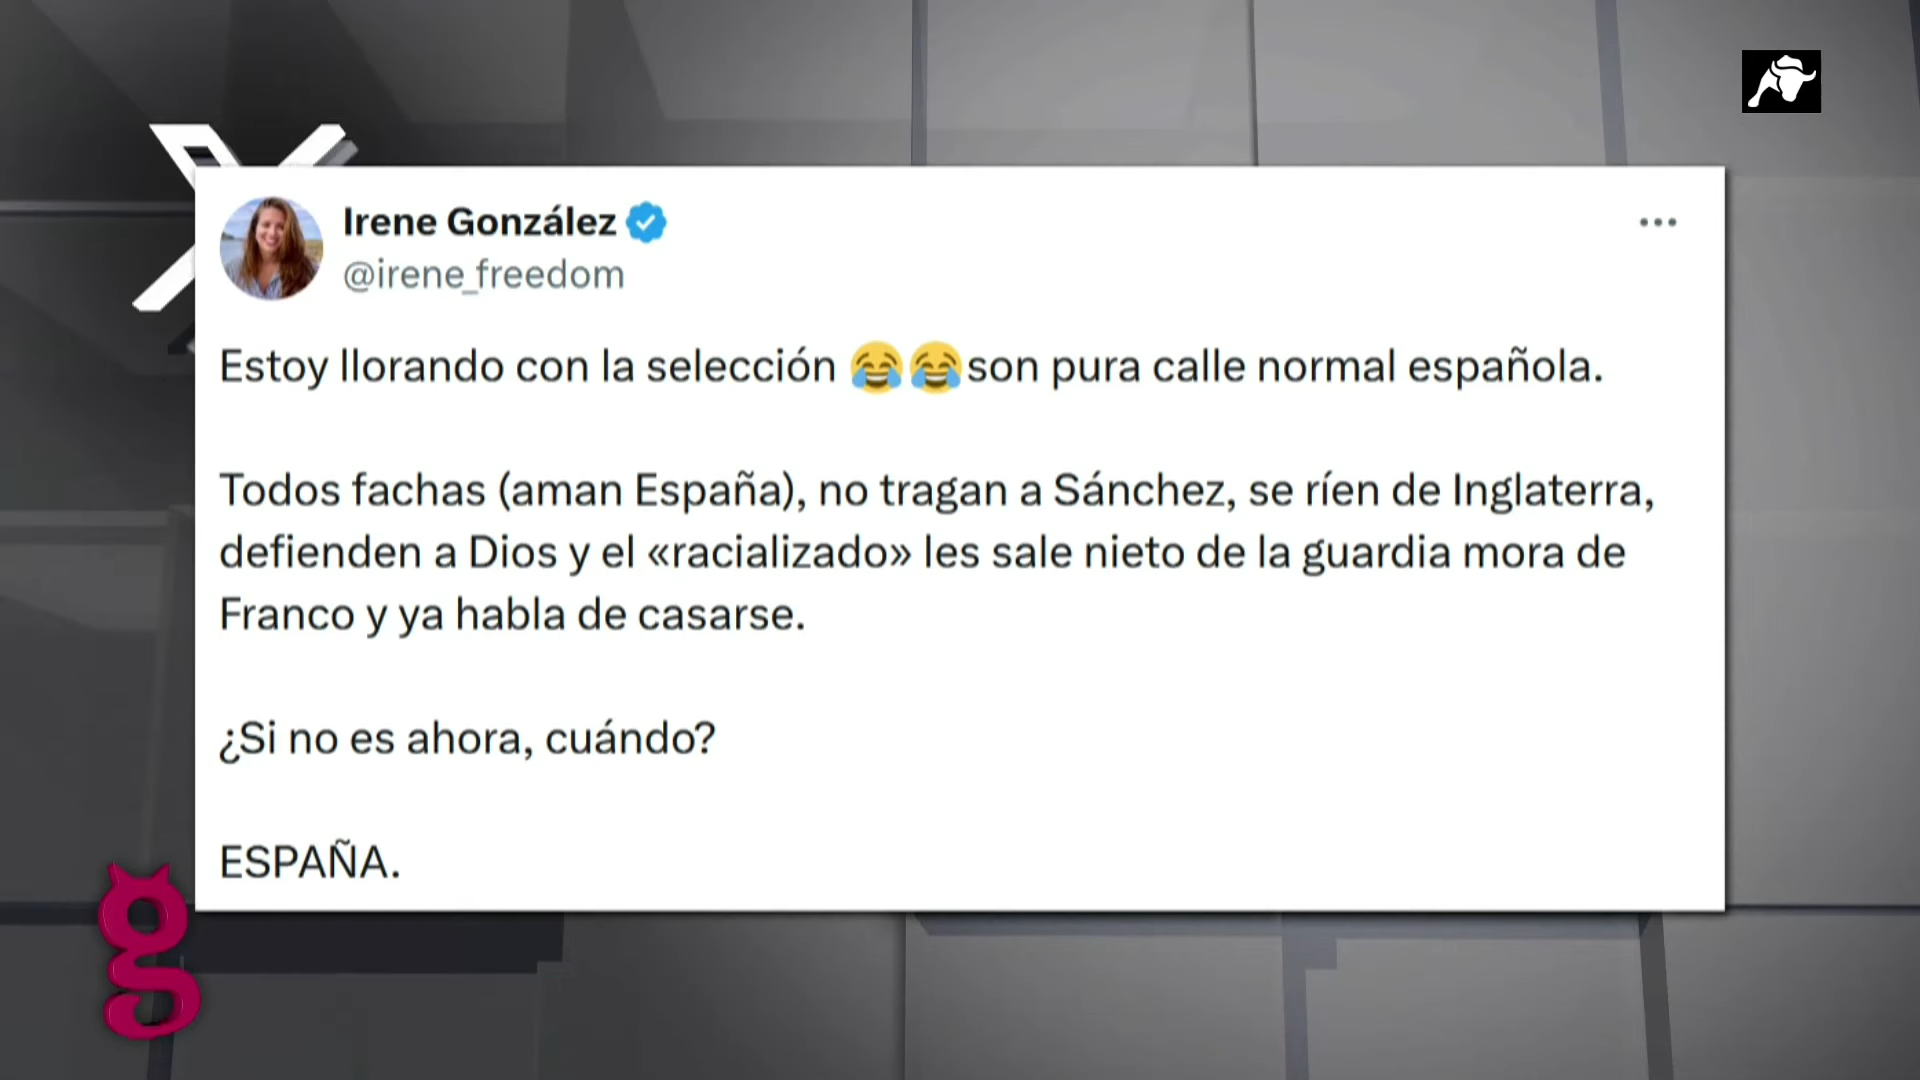 Irene González
@irene_freedom
Estoy llorando con la selección 😂😂son pura calle normal española.
Todos fachas (aman España), no tragan a Sánchez, se ríen de Inglaterra,
defienden a Dios y el «racializado» les sale nieto de la guardia mora de
Franco y ya habla de casarse.
¿Si no es ahora, cuándo?
ESPAÑA.
g